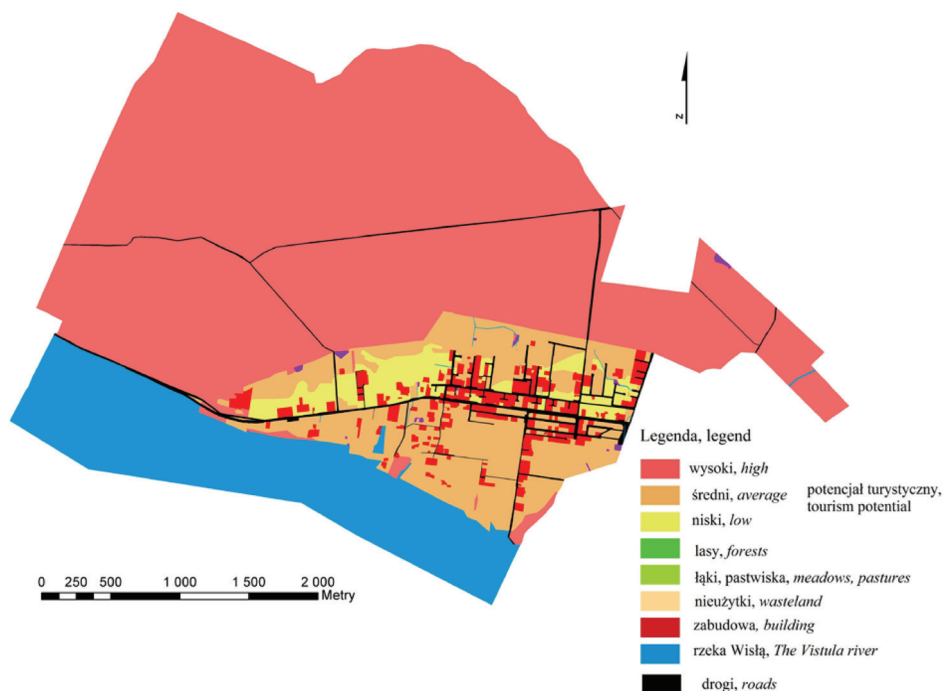 z
Legenda, legend
wysoki, high
średni, average
potencjał turystyczny,
tourism potential
niski, low
lasy, forests
łąki, pastwiska, meadows, pastures
nieużytki, wasteland
zabudowa, building
rzeka Wisłą, The Vistula river
drogi, roads
0 250 500 1 000 1 500 2 000
Metry